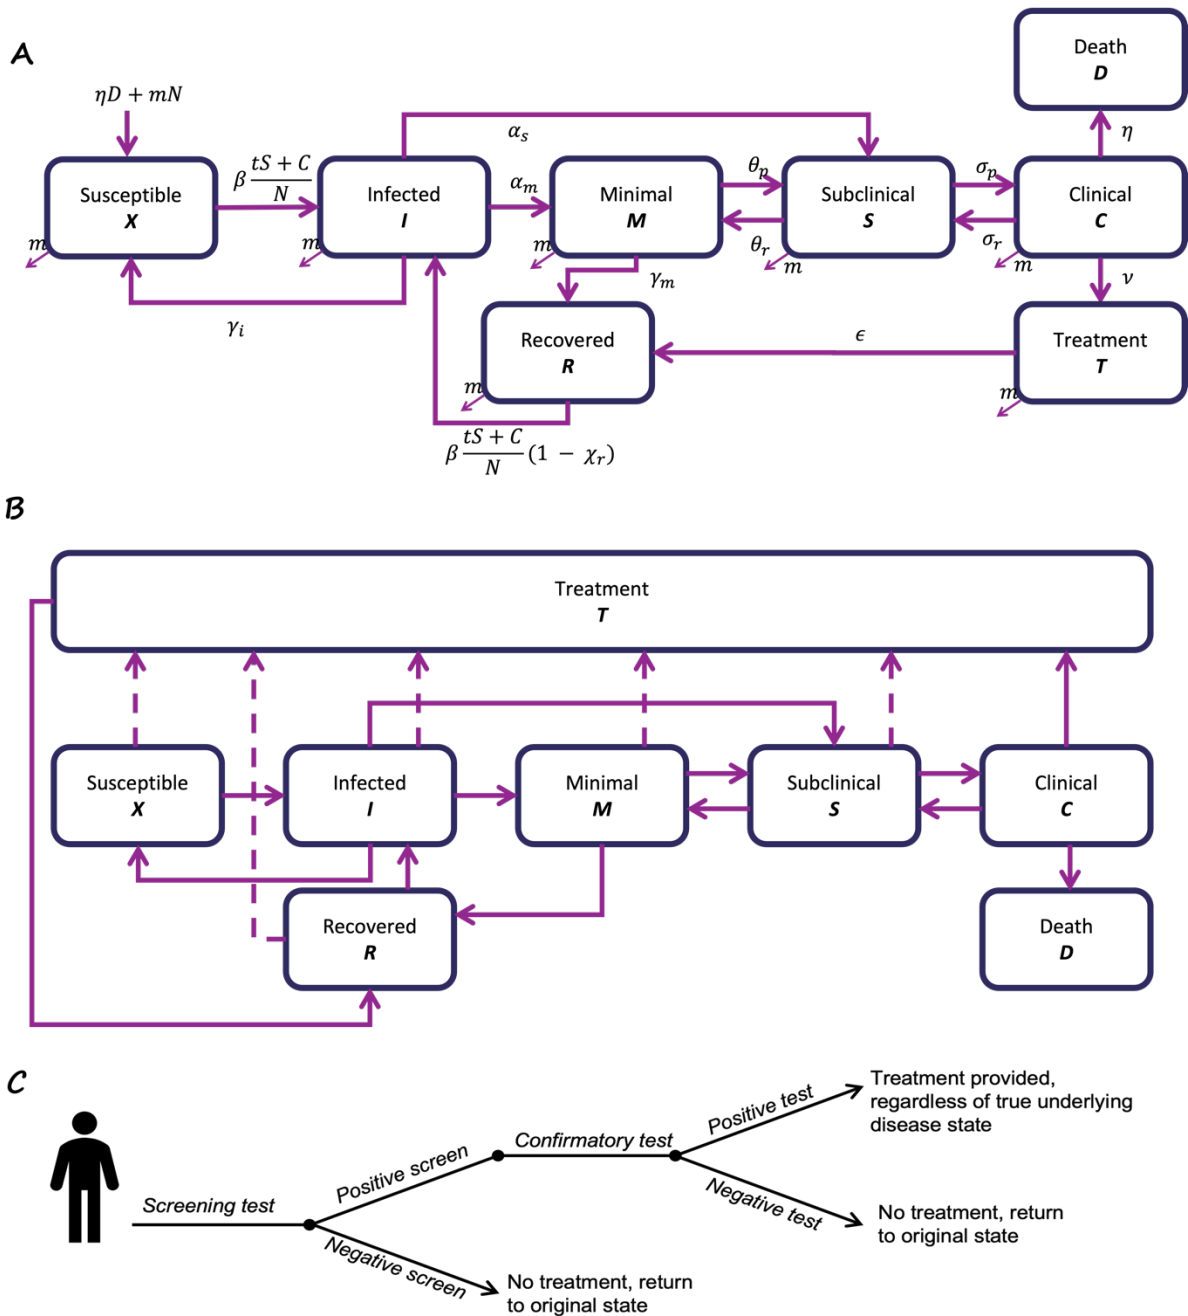 A
ηD + mN
Susceptible
X
m
β (tS + C)/N
Infected
I
m
α_s
α_m
Minimal
M
m
θ_p
θ_r
Subclinical
S
m
σ_p
σ_r
Clinical
C
m
Death
D
η
ν
Treatment
T
m
ϵ
γ_m
Recovered
R
m
γ_i
β (tS + C)/N (1 − χ_r)
B
Treatment
T
Susceptible
X
Infected
I
Minimal
M
Subclinical
S
Clinical
C
Recovered
R
Death
D
C
Screening test
Positive screen
Negative screen
No treatment, return
to original state
Confirmatory test
Positive test
Negative test
Treatment provided,
regardless of true underlying
disease state
No treatment, return
to original state